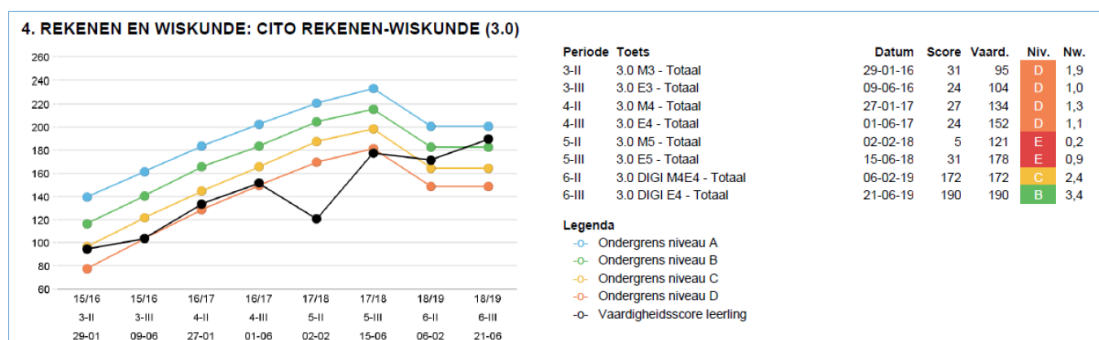 4. REKENEN EN WISKUNDE: CITO REKENEN-WISKUNDE (3.0)
260
240
220
200
180
160
140
120
100
80
60
15/16 15/16 16/17 16/17 17/18 17/18 18/19 18/19
3-II 3-III 4-II 4-III 5-II 5-III 6-II 6-III
29-01 09-06 27-01 01-06 02-02 15-06 06-02 21-06
Periode Toets Datum Score Vaard. Niv. Nw.
3-II 3.0 M3 - Totaal 29-01-16 31 95 D 1,9
3-III 3.0 E3 - Totaal 09-06-16 24 104 D 1,0
4-II 3.0 M4 - Totaal 27-01-17 27 134 D 1,3
4-III 3.0 E4 - Totaal 01-06-17 24 152 D 1,1
5-II 3.0 M5 - Totaal 02-02-18 5 121 E 0,2
5-III 3.0 E5 - Totaal 15-06-18 31 178 E 0,9
6-II 3.0 DIGI M4E4 - Totaal 06-02-19 172 172 C 2,4
6-III 3.0 DIGI E4 - Totaal 21-06-19 190 190 B 3,4
Legenda
-o- Ondergrens niveau A
-o- Ondergrens niveau B
-o- Ondergrens niveau C
-o- Ondergrens niveau D
-o- Vaardigheidsscore leerling